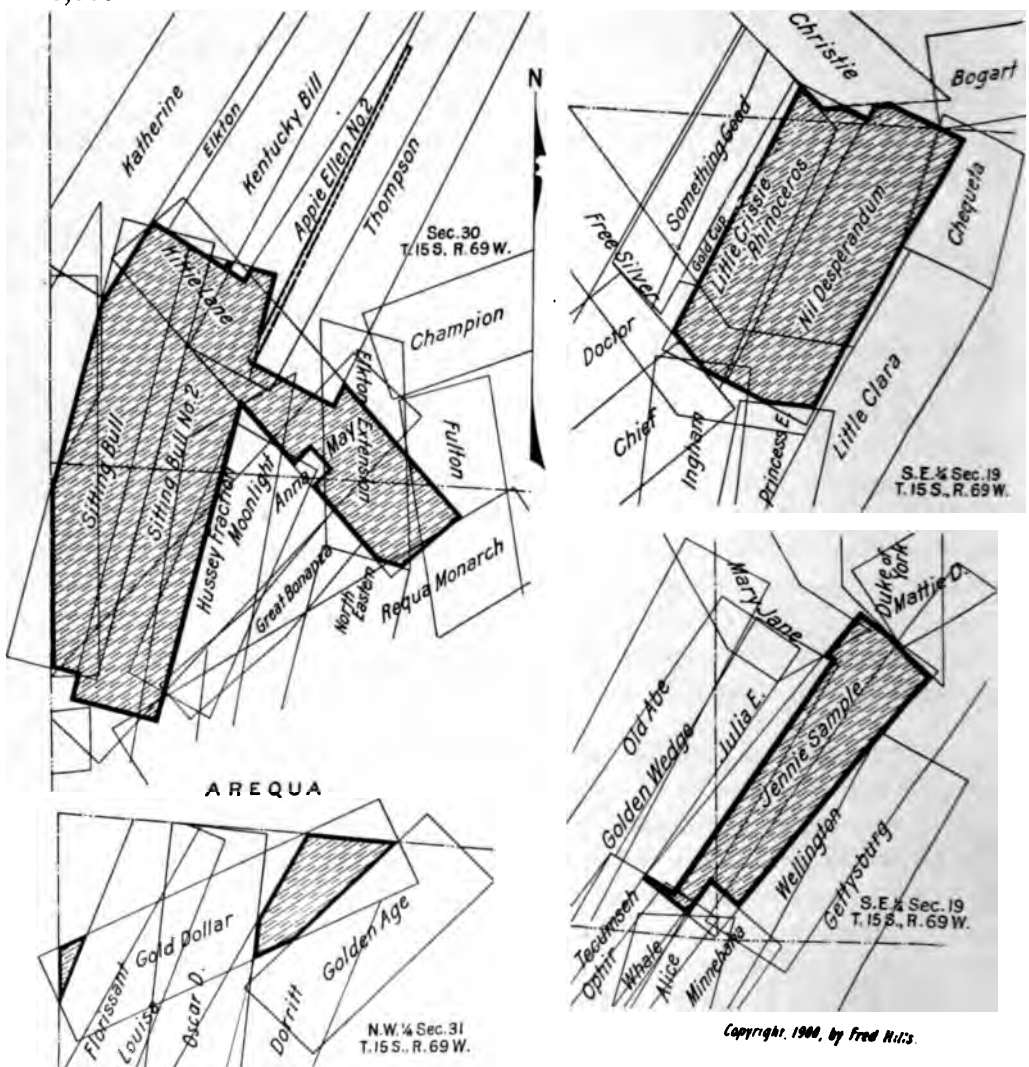 Katherine
Elkton
Kentucky Bill
Appie Ellen No. 2
Thompson
N
Sec. 30
T. 15 S., R. 69 W.
Kittie Lane
Champion
Elkton Extension
Fulton
Sitting Bull
Sitting Bull No. 2
Hussey Fraction
Moonlight
Anna May
Great Bonanza
North Eastern
Requa Monarch
AREQUA
Christie
Bogart
Something Good
Gold Cup
Little Crissie
Rhinoceros
Nil Desperandum
Chequeta
Free Silver
Doctor
Chief
Ingham
Princess E.
Little Clara
S.E. ¼ Sec. 19
T. 15 S., R. 69 W.
Mary Jane
Duke of York
Mattie D.
Old Abe
Golden Wedge
Julia E.
Jennie Sample
Wellington
Gettysburg
Tecumseh
Ophir
Whale
Alice
Minnehaha
S.E. ¼ Sec. 19
T. 15 S., R. 69 W.
Gold Dollar
Golden Age
Florissant
Louisa
Oscar D.
Dorritt
N.W. ¼ Sec. 31
T. 15 S., R. 69 W.
Copyright, 1900, by Fred Hills.